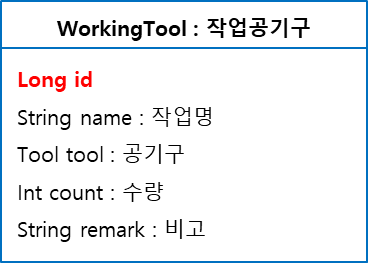 WorkingTool : 작업공기구
Long id
String name : 작업명
Tool tool : 공기구
Int count : 수량
String remark : 비고